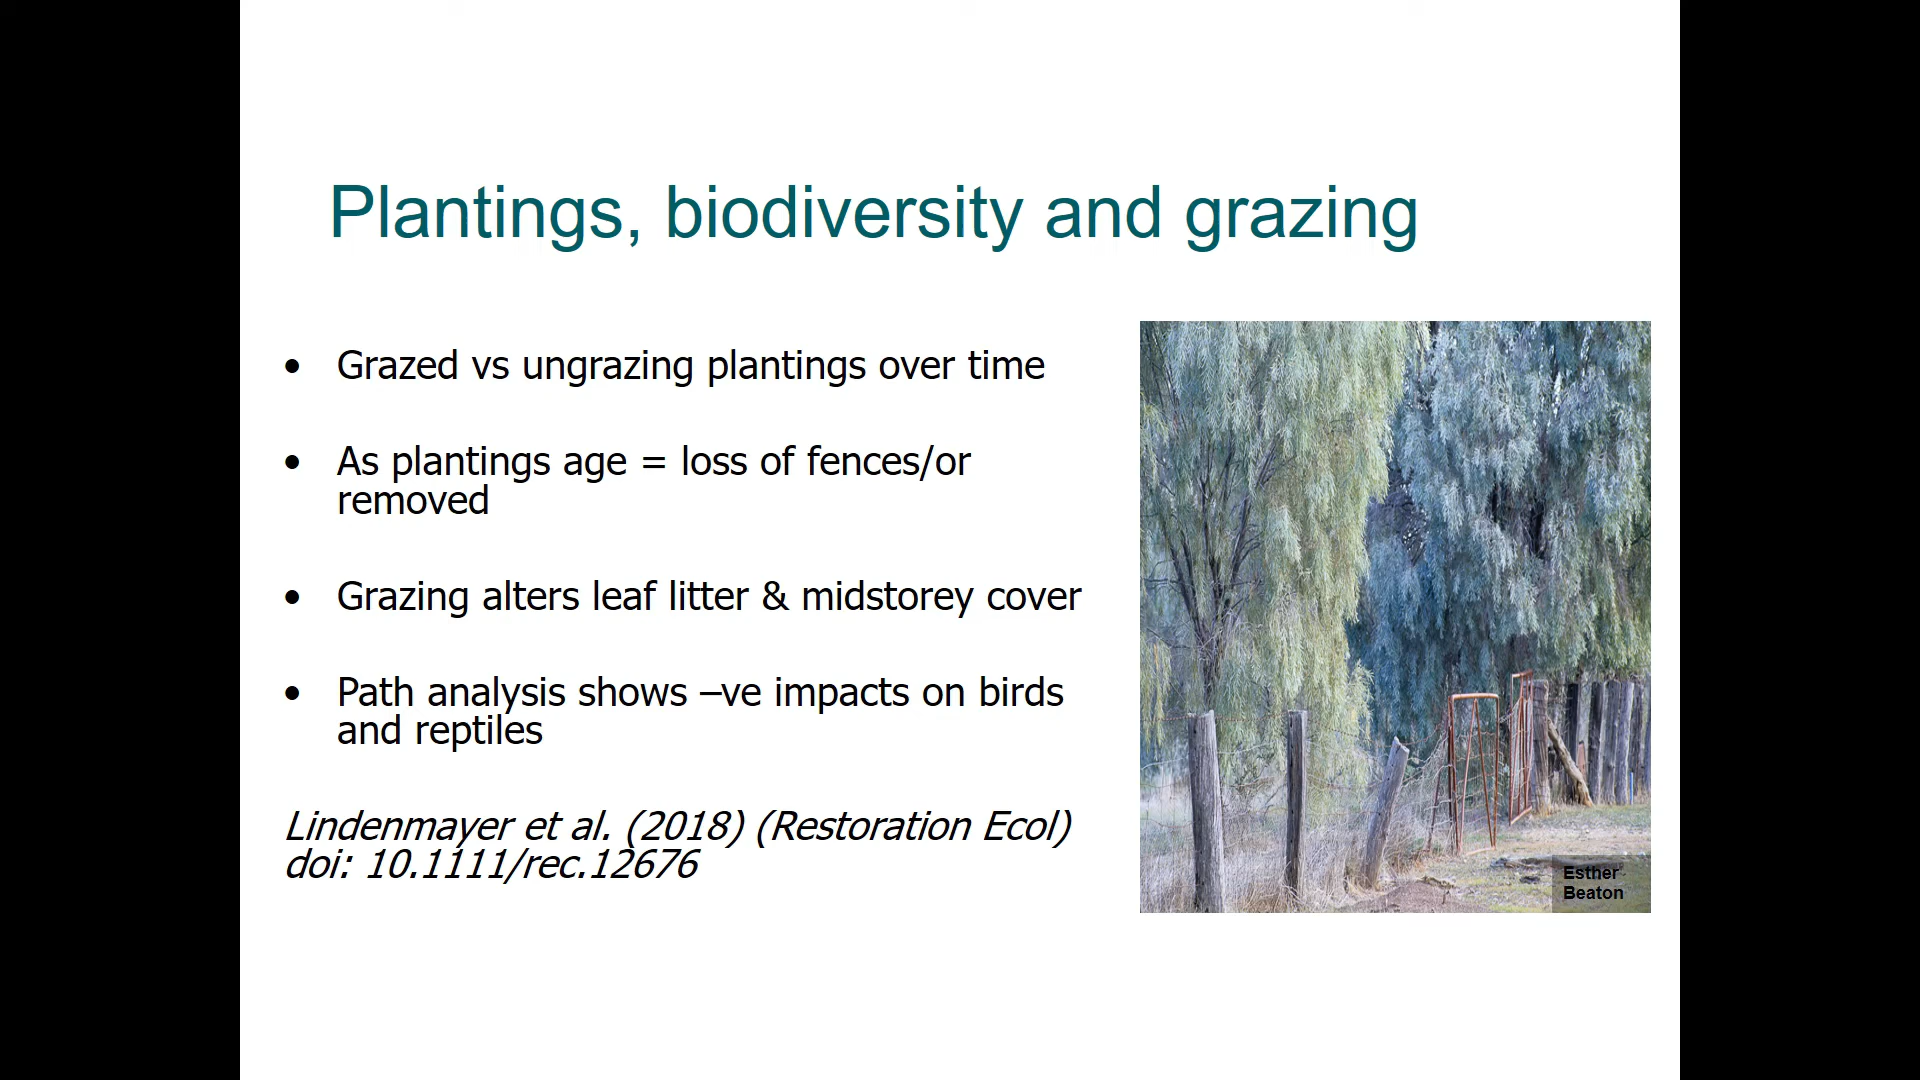 Plantings, biodiversity and grazing
• Grazed vs ungrazing plantings over time
• As plantings age = loss of fences/or
removed
• Grazing alters leaf litter & midstorey cover
• Path analysis shows –ve impacts on birds
and reptiles
Lindenmayer et al. (2018) (Restoration Ecol)
doi: 10.1111/rec.12676
Esther
Beaton